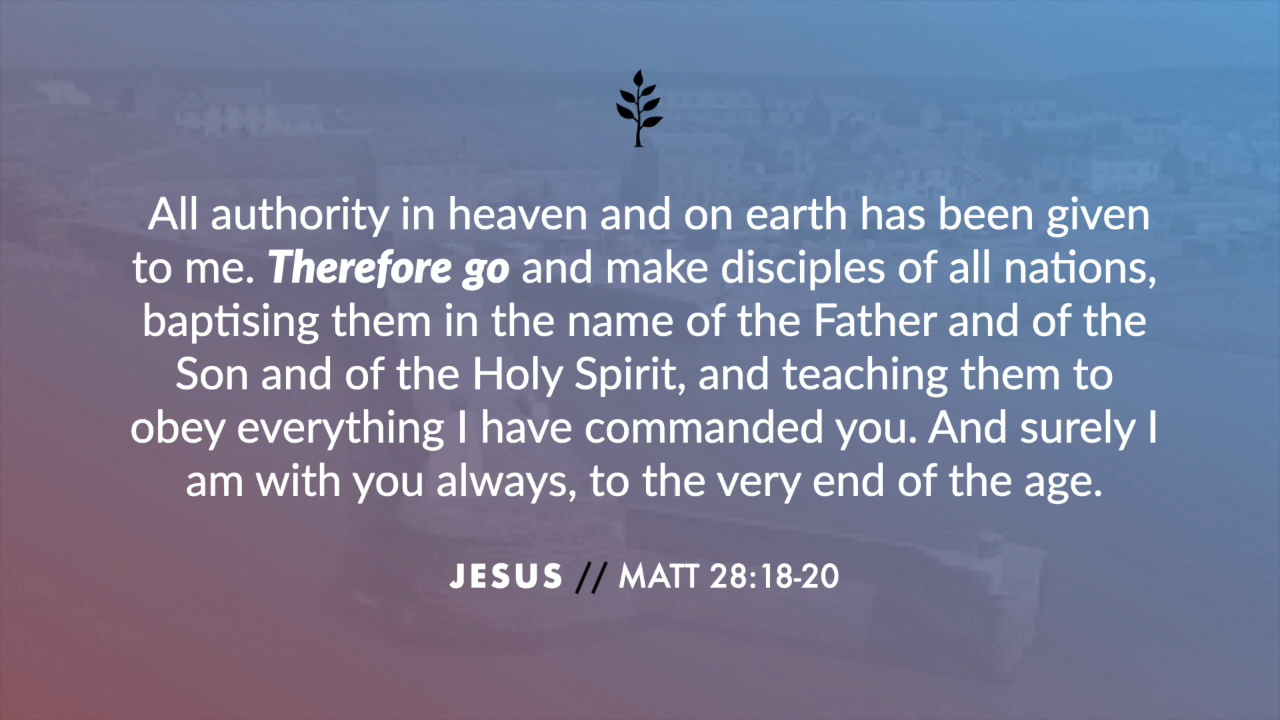 All authority in heaven and on earth has been given
to me. Therefore go and make disciples of all nations,
baptising them in the name of the Father and of the
Son and of the Holy Spirit, and teaching them to
obey everything I have commanded you. And surely I
am with you always, to the very end of the age.
JESUS // MATT 28:18-20